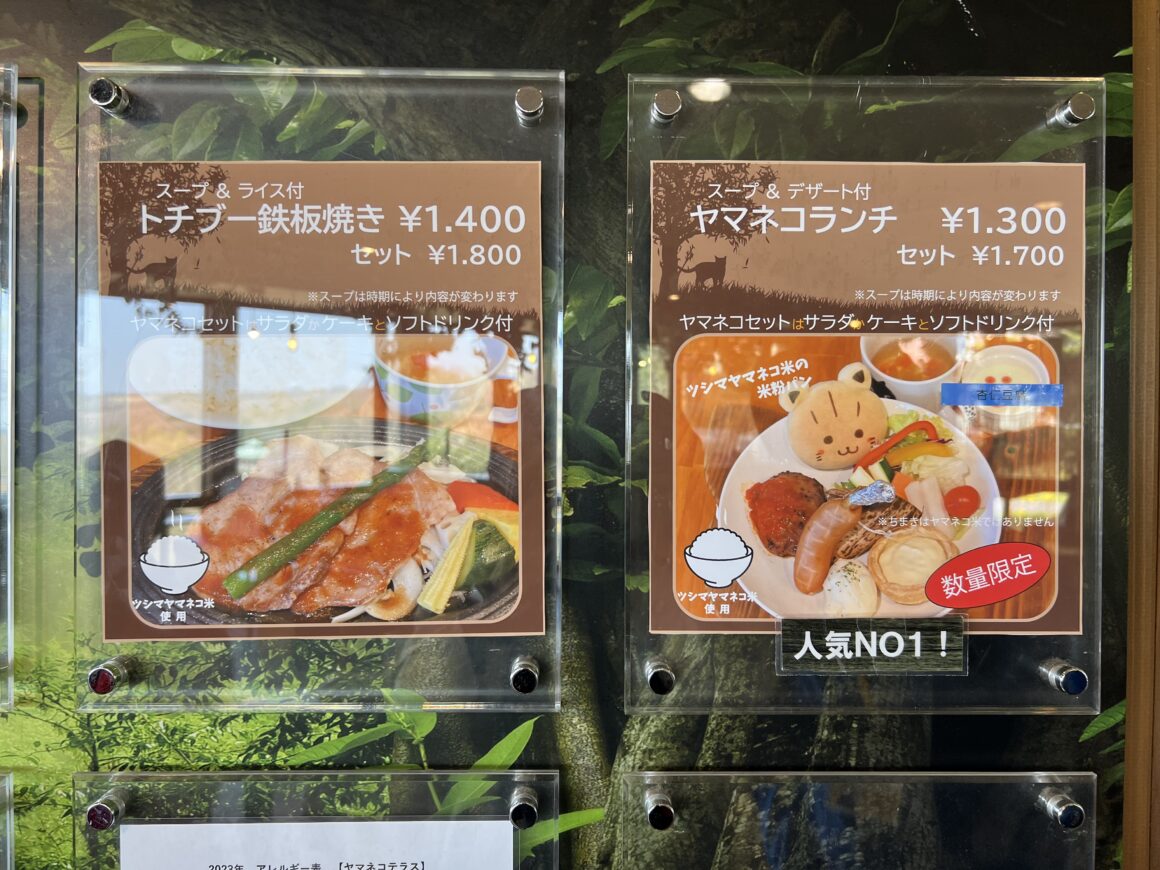 スープ & ライス付
トチブー鉄板焼き ¥1.400
セット ¥1.800
※スープは時期により内容が変わります
ヤマネコセットはサラダかケーキとソフトドリンク付
ツシマヤマネコ米
使用
スープ & デザート付
ヤマネコランチ ¥1.300
セット ¥1.700
※スープは時期により内容が変わります
ヤマネコセットはサラダかケーキとソフトドリンク付
ツシマヤマネコ米の
米粉パン
杏仁豆腐
※ちまきはヤマネコ米ではありません
数量限定
ツシマヤマネコ米
使用
人気NO1！
2023年 アレルギー表 【ヤマネコテラス】